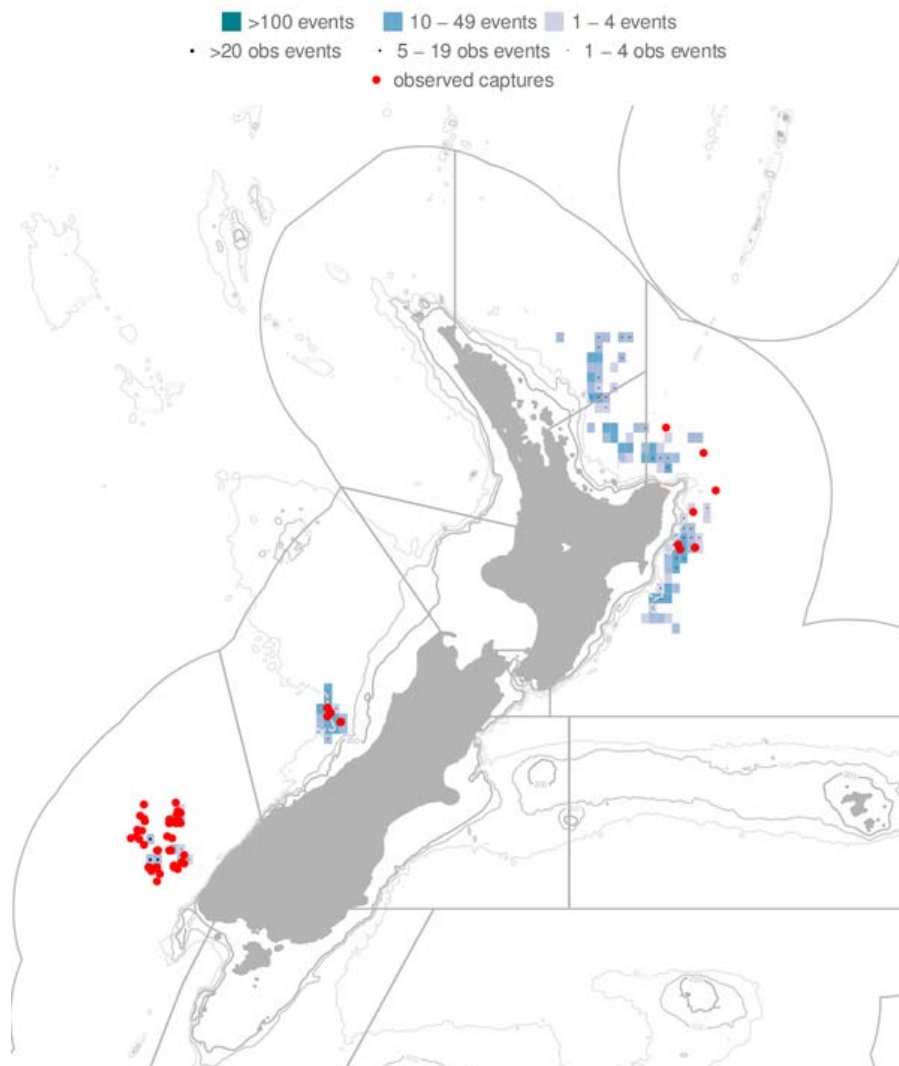 >100 events 10 – 49 events 1 – 4 events
>20 obs events 5 – 19 obs events 1 – 4 obs events
observed captures